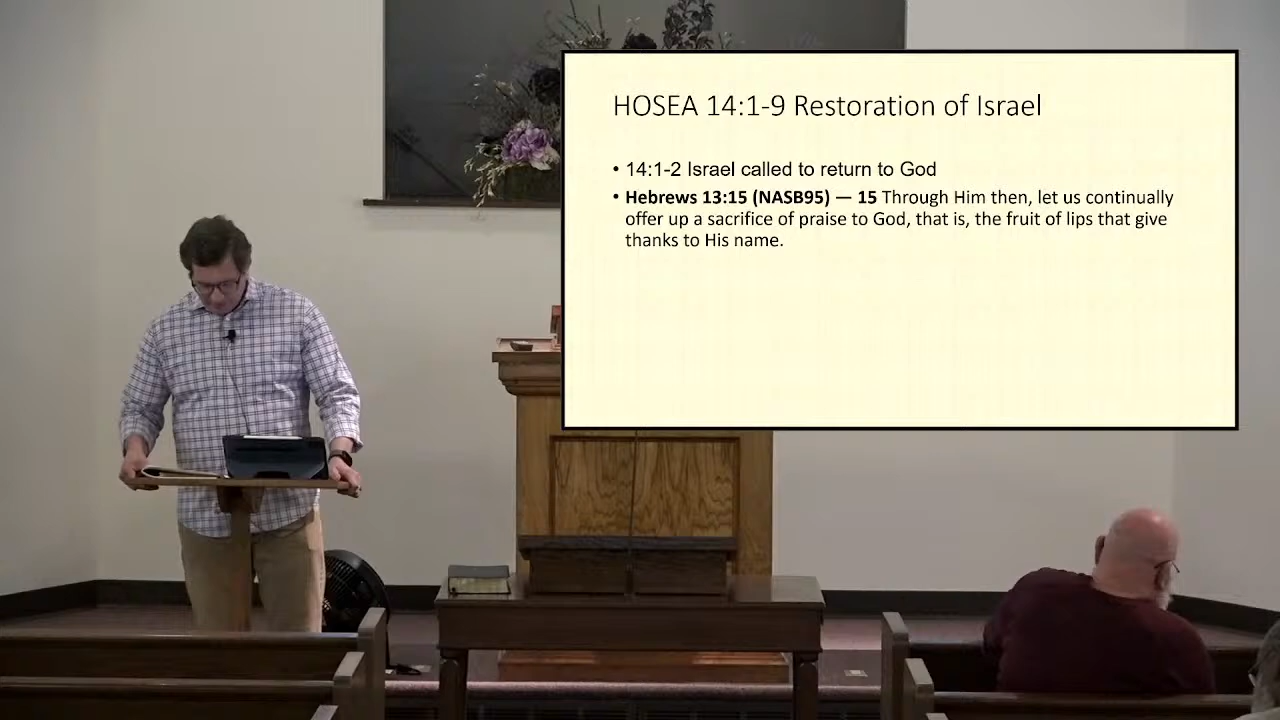 HOSEA 14:1-9 Restoration of Israel
• 14:1-2 Israel called to return to God
• Hebrews 13:15 (NASB95) — 15 Through Him then, let us continually
offer up a sacrifice of praise to God, that is, the fruit of lips that give
thanks to His name.